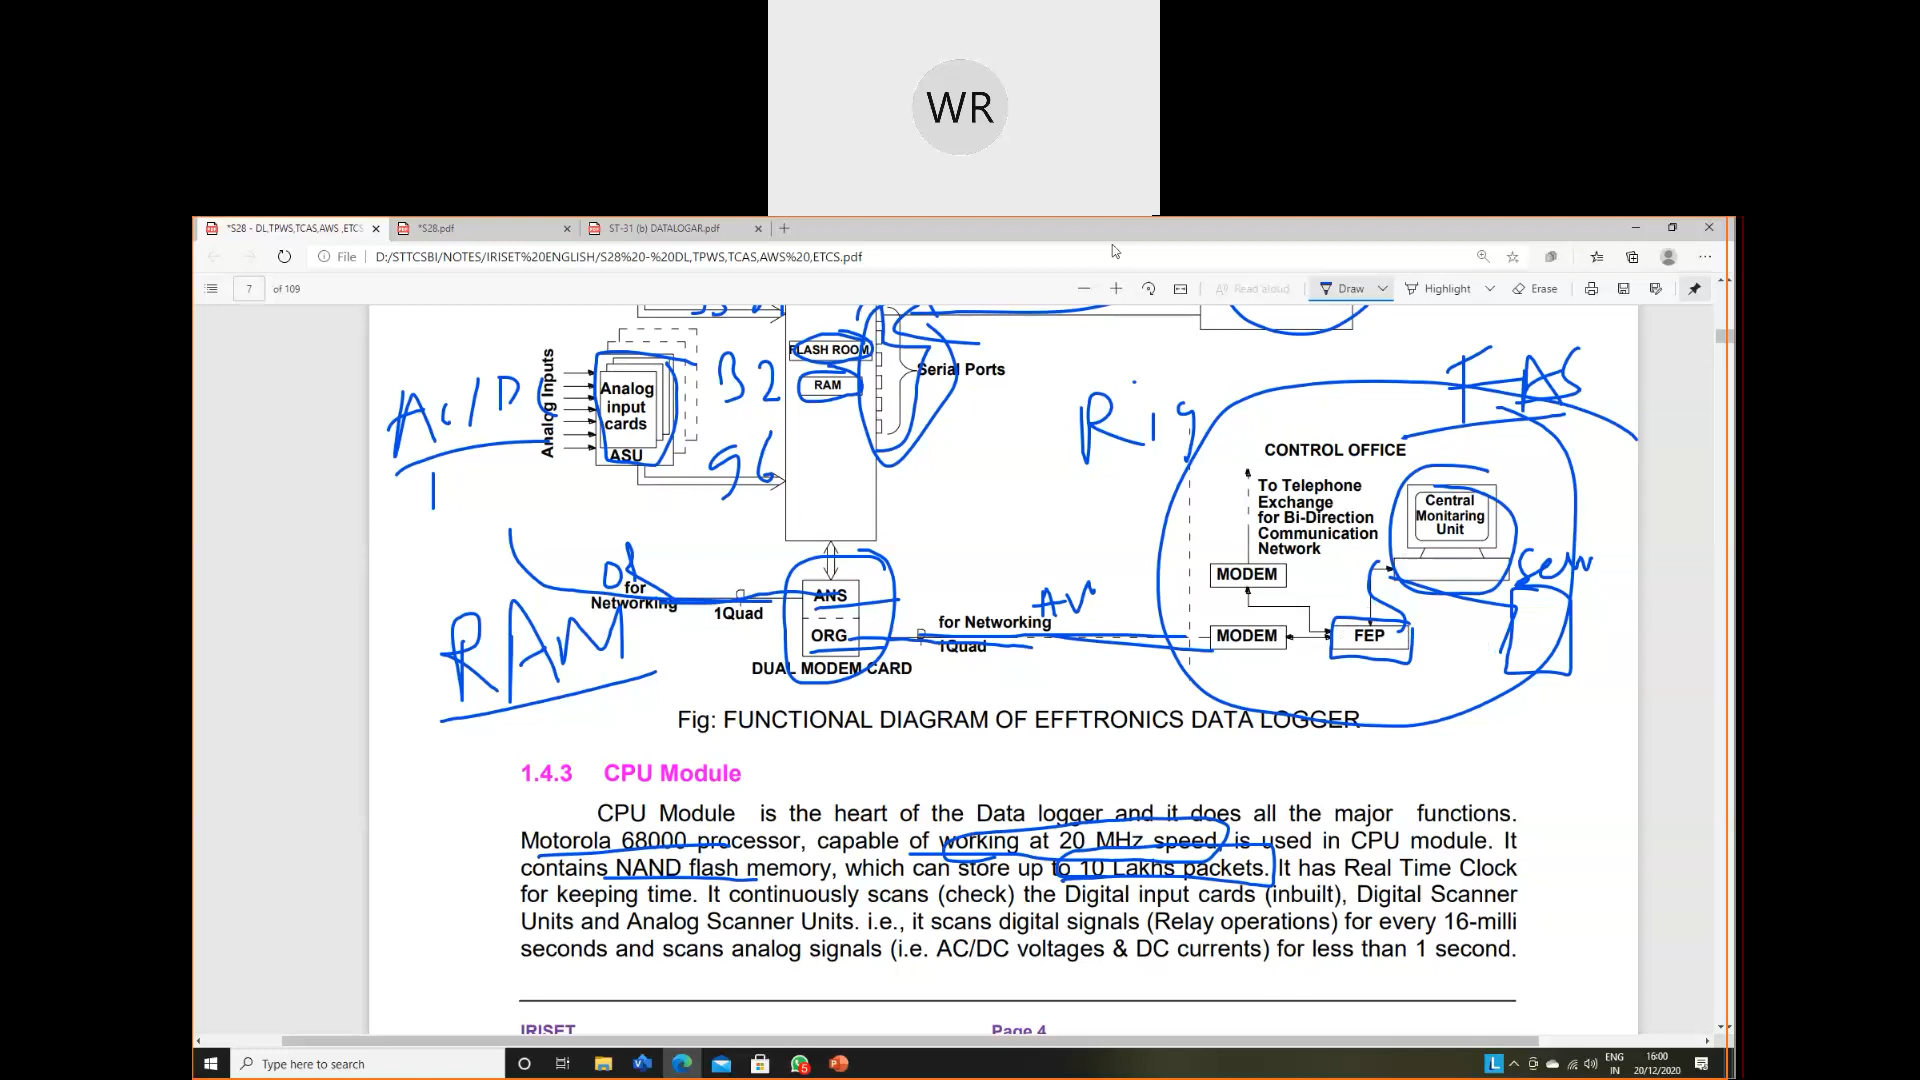 WR
*S28 - DL,TPWS,TCAS,AWS ,ETCS
*S28.pdf
ST-31 (b) DATALOGAR.pdf
File
D:/STTCSBI/NOTES/IRISET%20ENGLISH/S28%20-%20DL,TPWS,TCAS,AWS%20,ETCS.pdf
7 of 109
Read aloud
Draw
Highlight
Erase
FLASH ROOM
RAM
Serial Ports
Analog Inputs
Analog
input
cards
ASU
AC/DC
I
32
96
Rig
CONTROL OFFICE
To Telephone
Exchange
for Bi-Direction
Communication
Network
Central
Monitaring
Unit
MODEM
MODEM
FEP
for
Networking
1Quad
ANS
ORG
DUAL MODEM CARD
for Networking
1Quad
RAM
Fig: FUNCTIONAL DIAGRAM OF EFFTRONICS DATA LOGGER
1.4.3 CPU Module
CPU Module is the heart of the Data logger and it does all the major functions.
Motorola 68000 processor, capable of working at 20 MHz speed, is used in CPU module. It
contains NAND flash memory, which can store up to 10 Lakhs packets. It has Real Time Clock
for keeping time. It continuously scans (check) the Digital input cards (inbuilt), Digital Scanner
Units and Analog Scanner Units. i.e., it scans digital signals (Relay operations) for every 16-milli
seconds and scans analog signals (i.e. AC/DC voltages & DC currents) for less than 1 second.
IRISET
Page 4
Type here to search
5
L
ENG
IN
16:00
20/12/2020